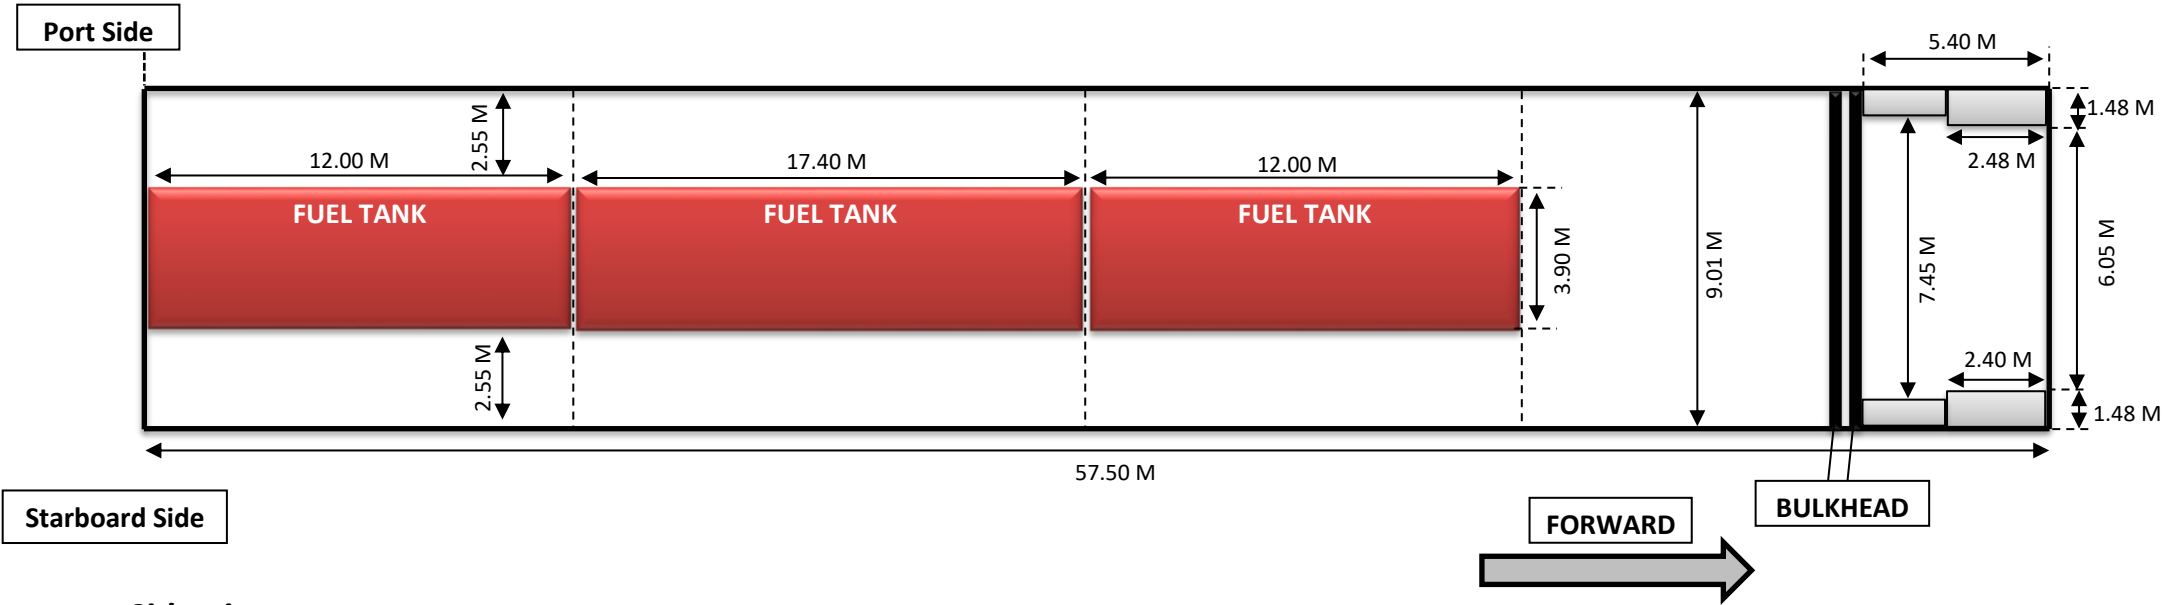 Port Side
5.40 M
2.55 M
1.48 M
12.00 M
17.40 M
12.00 M
2.48 M
FUEL TANK
FUEL TANK
FUEL TANK
3.90 M
9.01 M
7.45 M
6.05 M
2.55 M
2.40 M
1.48 M
57.50 M
Starboard Side
FORWARD
BULKHEAD